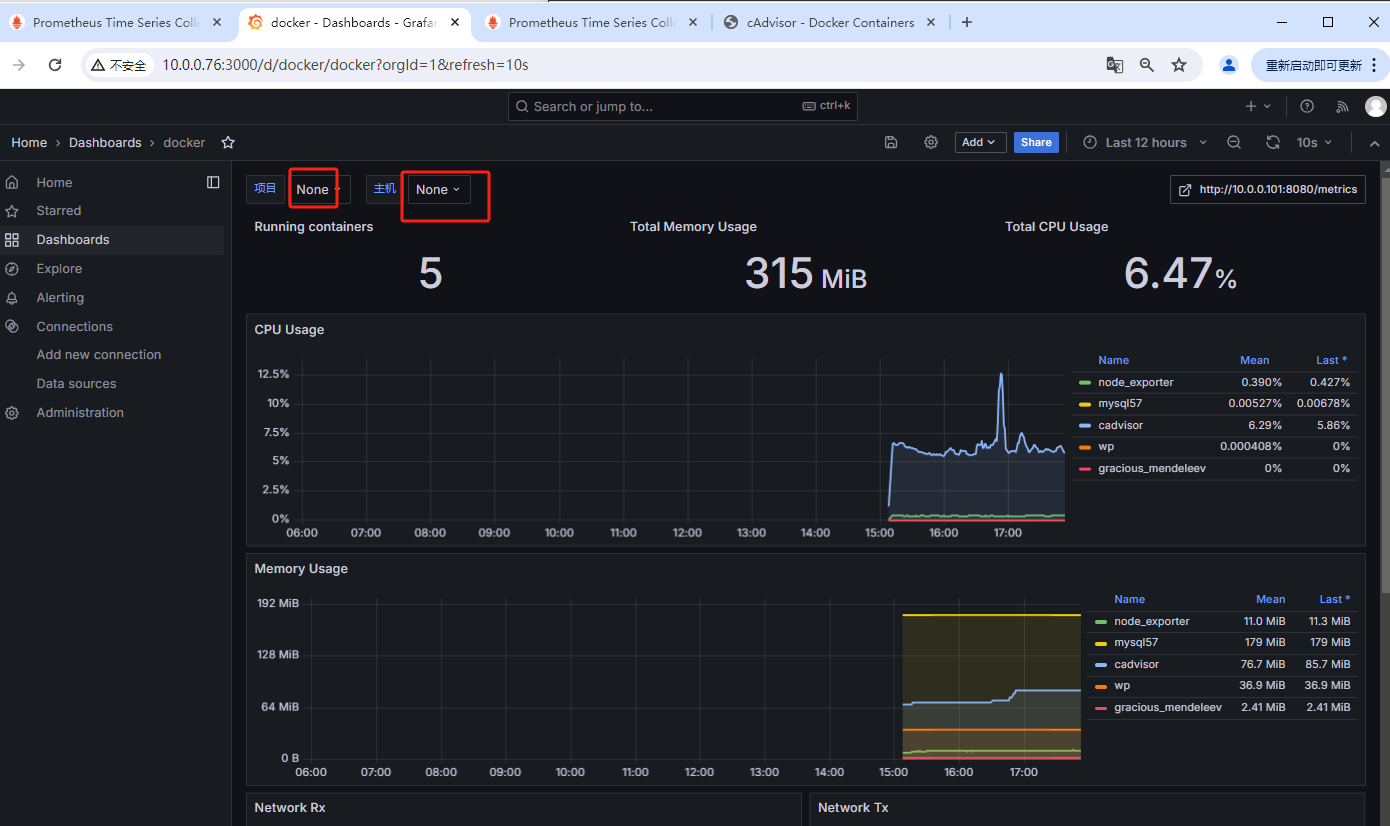 Prometheus Time Series Colle
docker - Dashboards - Grafan
Prometheus Time Series Colle
cAdvisor - Docker Containers
不安全
10.0.0.76:3000/d/docker/docker?orgId=1&refresh=10s
重新启动即可更新
Search or jump to...
ctrl+k
Home › Dashboards › docker
Add
Share
Last 12 hours
10s
Home
Starred
Dashboards
Explore
Alerting
Connections
Add new connection
Data sources
Administration
项目 None 主机 None
http://10.0.0.101:8080/metrics
Running containers
5
Total Memory Usage
315 MiB
Total CPU Usage
6.47%
CPU Usage
12.5%
10%
7.5%
5%
2.5%
0%
06:00 07:00 08:00 09:00 10:00 11:00 12:00 13:00 14:00 15:00 16:00 17:00
Name Mean Last *
node_exporter 0.390% 0.427%
mysql57 0.00527% 0.00678%
cadvisor 6.29% 5.86%
wp 0.000408% 0%
gracious_mendeleev 0% 0%
Memory Usage
192 MiB
128 MiB
64 MiB
0 B
06:00 07:00 08:00 09:00 10:00 11:00 12:00 13:00 14:00 15:00 16:00 17:00
Name Mean Last *
node_exporter 11.0 MiB 11.3 MiB
mysql57 179 MiB 179 MiB
cadvisor 76.7 MiB 85.7 MiB
wp 36.9 MiB 36.9 MiB
gracious_mendeleev 2.41 MiB 2.41 MiB
Network Rx
Network Tx